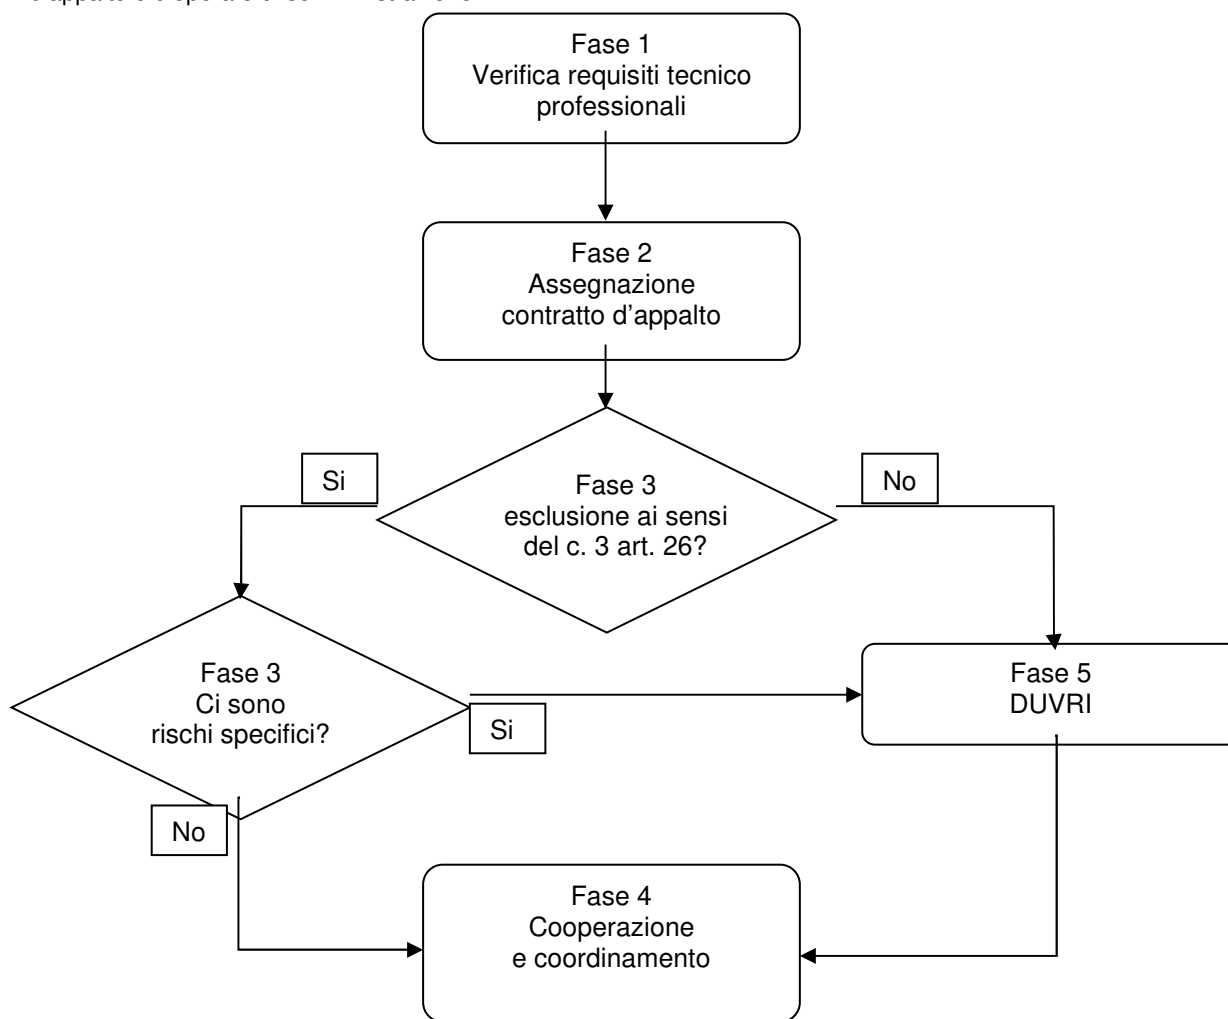 Fase 1
Verifica requisiti tecnico
professionali
Fase 2
Assegnazione
contratto d'appalto
Si
Fase 3
esclusione ai sensi
del c. 3 art. 26?
No
Fase 3
Ci sono
rischi specifici?
Si
Fase 5
DUVRI
No
Fase 4
Cooperazione
e coordinamento